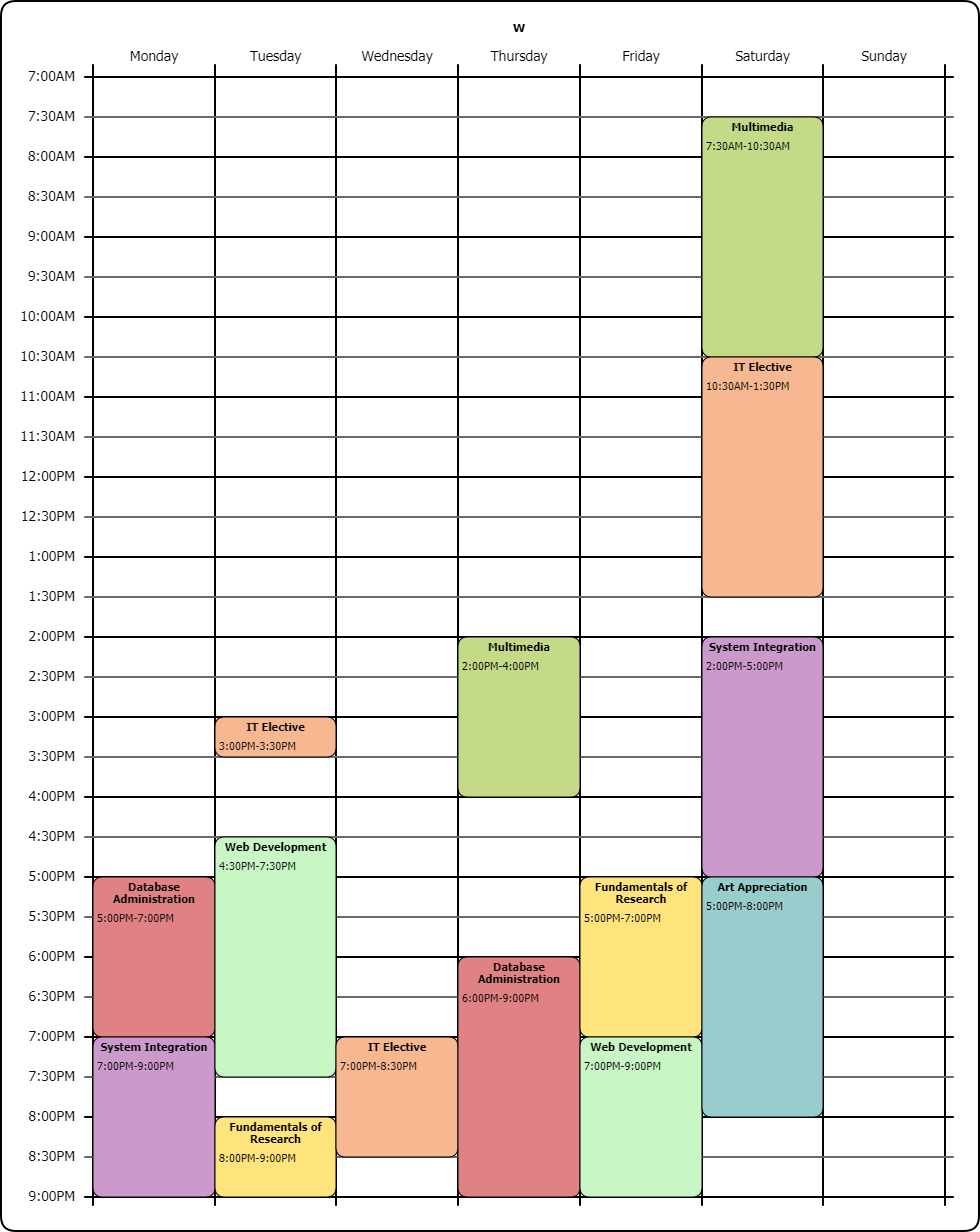 w
Monday Tuesday Wednesday Thursday Friday Saturday Sunday
7:00AM
7:30AM
Multimedia
7:30AM-10:30AM
8:00AM
8:30AM
9:00AM
9:30AM
10:00AM
10:30AM
IT Elective
10:30AM-1:30PM
11:00AM
11:30AM
12:00PM
12:30PM
1:00PM
1:30PM
2:00PM
Multimedia
2:00PM-4:00PM
System Integration
2:00PM-5:00PM
2:30PM
3:00PM
IT Elective
3:00PM-3:30PM
3:30PM
4:00PM
4:30PM
Web Development
4:30PM-7:30PM
5:00PM
Database
Administration
5:00PM-7:00PM
Fundamentals of
Research
5:00PM-7:00PM
Art Appreciation
5:00PM-8:00PM
5:30PM
6:00PM
Database
Administration
6:00PM-9:00PM
6:30PM
7:00PM
System Integration
7:00PM-9:00PM
IT Elective
7:00PM-8:30PM
Web Development
7:00PM-9:00PM
7:30PM
8:00PM
Fundamentals of
Research
8:00PM-9:00PM
8:30PM
9:00PM